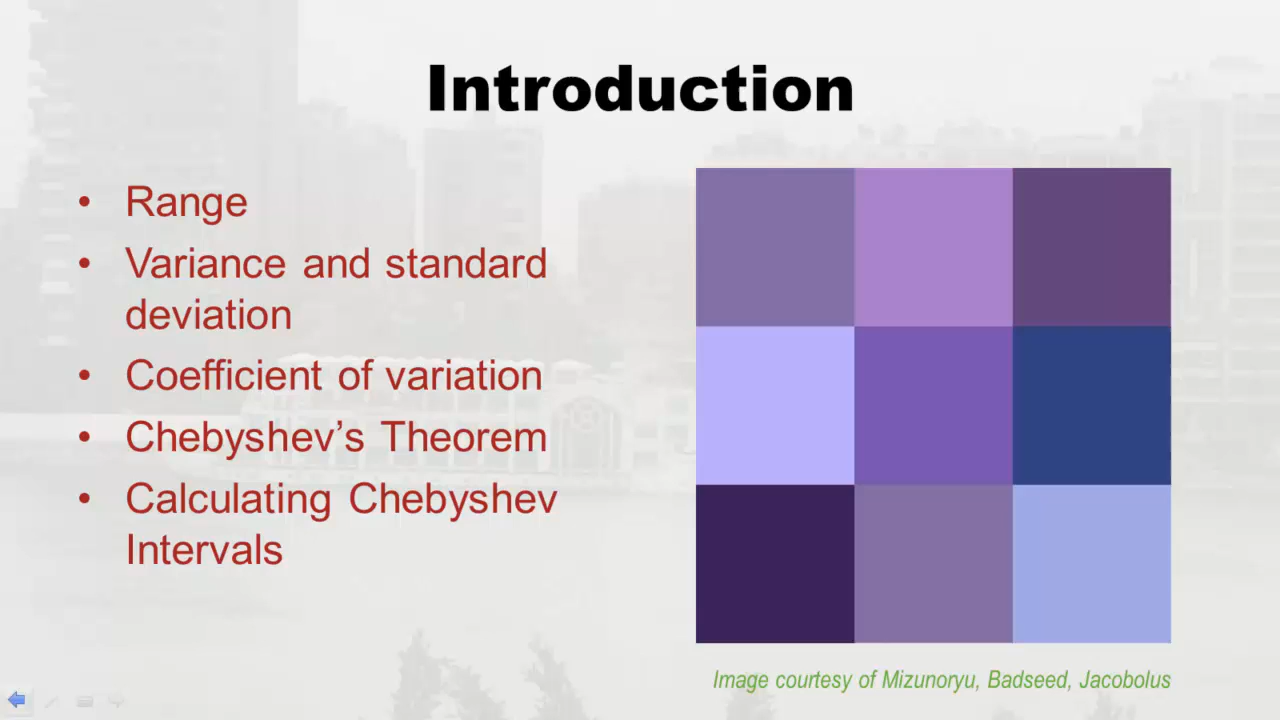 Introduction
• Range
• Variance and standard
deviation
• Coefficient of variation
• Chebyshev’s Theorem
• Calculating Chebyshev
Intervals
Image courtesy of Mizunoryu, Badseed, Jacobolus